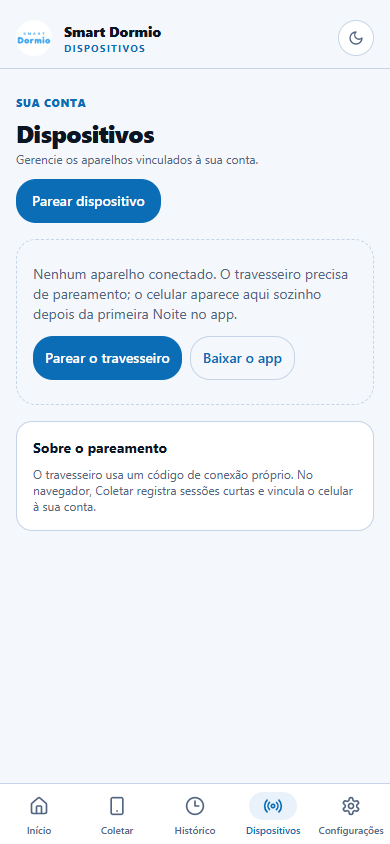 SMART
Dormio
Smart Dormio
DISPOSITIVOS
SUA CONTA
Dispositivos
Gerencie os aparelhos vinculados à sua conta.
Parear dispositivo
Nenhum aparelho conectado. O travesseiro precisa
de pareamento; o celular aparece aqui sozinho
depois da primeira Noite no app.
Parear o travesseiro
Baixar o app
Sobre o pareamento
O travesseiro usa um código de conexão próprio. No
navegador, Coletar registra sessões curtas e vincula o celular
à sua conta.
Início
Coletar
Histórico
Dispositivos
Configurações